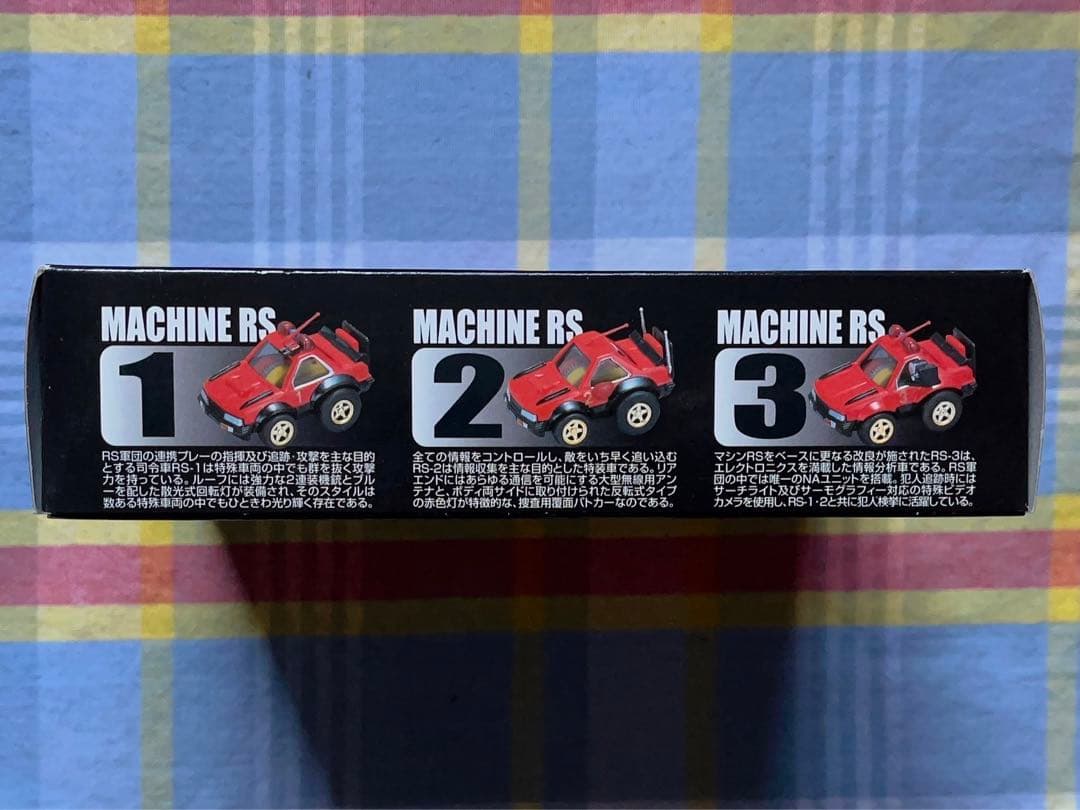 MACHINE RS
1
RS軍団の連携プレーの指揮及び追跡・攻撃を主な目的
とする司令車RS-1は特殊車両の中でも群を抜く攻撃
力を持っている。ルーフには強力な2連装機銃とブル
ーを配した散光式回転灯が装備され、そのスタイルは
数ある特殊車両の中でもひときわ光り輝く存在である。
MACHINE RS
2
全ての情報をコントロールし、敵をいち早く追い込む
RS-2は情報収集を主な目的とした特装車である。リア
エンドにはあらゆる通信を可能にする大型無線用アン
テナと、ボディ両サイドに取り付けられた反転式タイプ
の赤色灯が特徴的な、捜査用覆面パトカーなのである。
MACHINE RS
3
マシンRSをベースに更なる改良が施されたRS-3は、
エレクトロニクスを満載した情報分析車である。RS軍
団の中では唯一のNAユニットを搭載。犯人追跡時には
サーチライト及びサーモグラフィー対応の特殊ビデオ
カメラを使用し、RS-1・2と共に犯人検挙に活躍している。